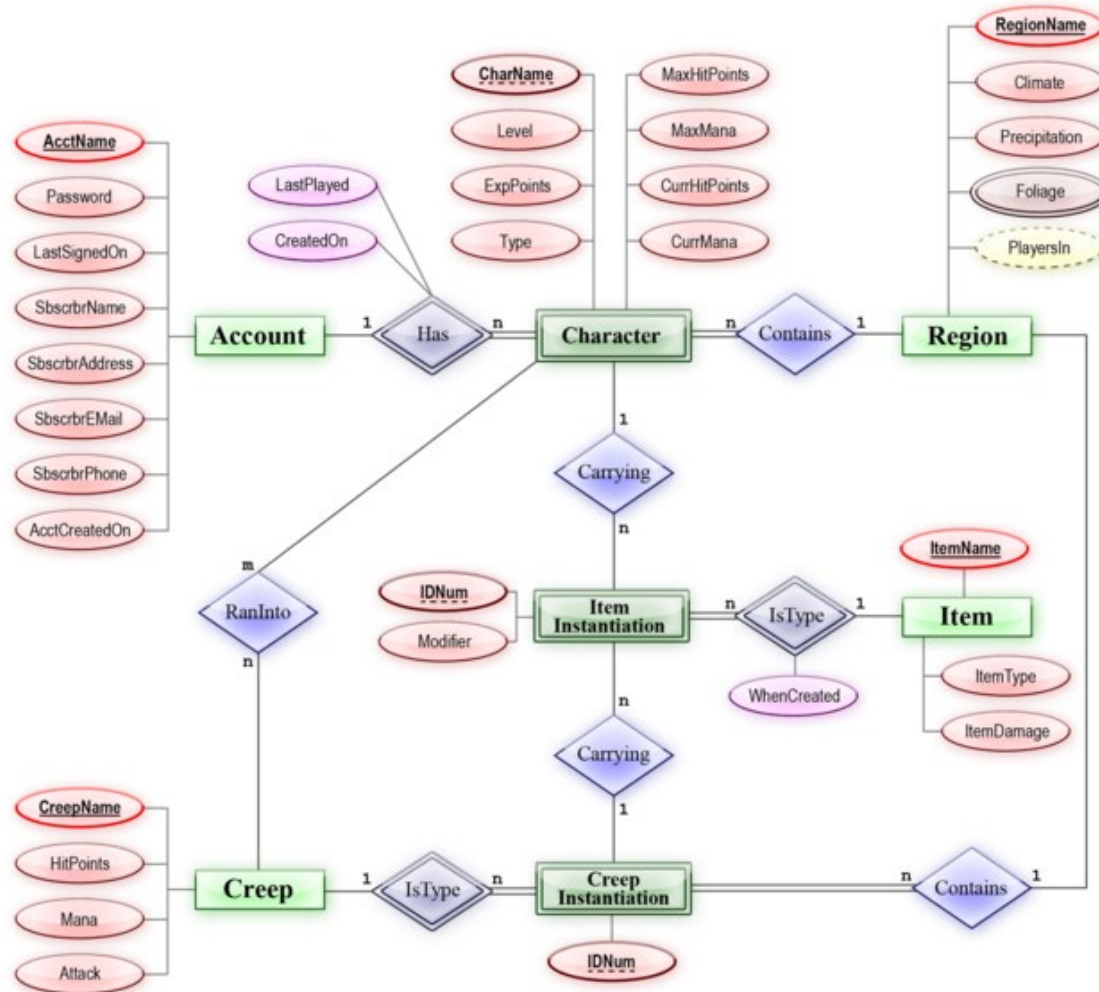 RegionName
CharName
MaxHitPoints
Climate
Level
MaxMana
AcctName
Precipitation
LastPlayed
ExpPoints
CurrHitPoints
Password
Foliage
CreatedOn
Type
CurrMana
LastSignedOn
PlayersIn
SbscrbrName
Account
1
Has
n
Character
n
Contains
1
Region
SbscrbrAddress
SbscrbrEMail
1
SbscrbrPhone
Carrying
AcctCreatedOn
n
ItemName
m
IDNum
RanInto
Item
Instantiation
n
IsType
1
Item
Modifier
n
ItemType
WhenCreated
n
ItemDamage
Carrying
CreepName
1
HitPoints
Creep
1
IsType
n
Creep
Instantiation
n
Contains
1
Mana
Attack
IDNum